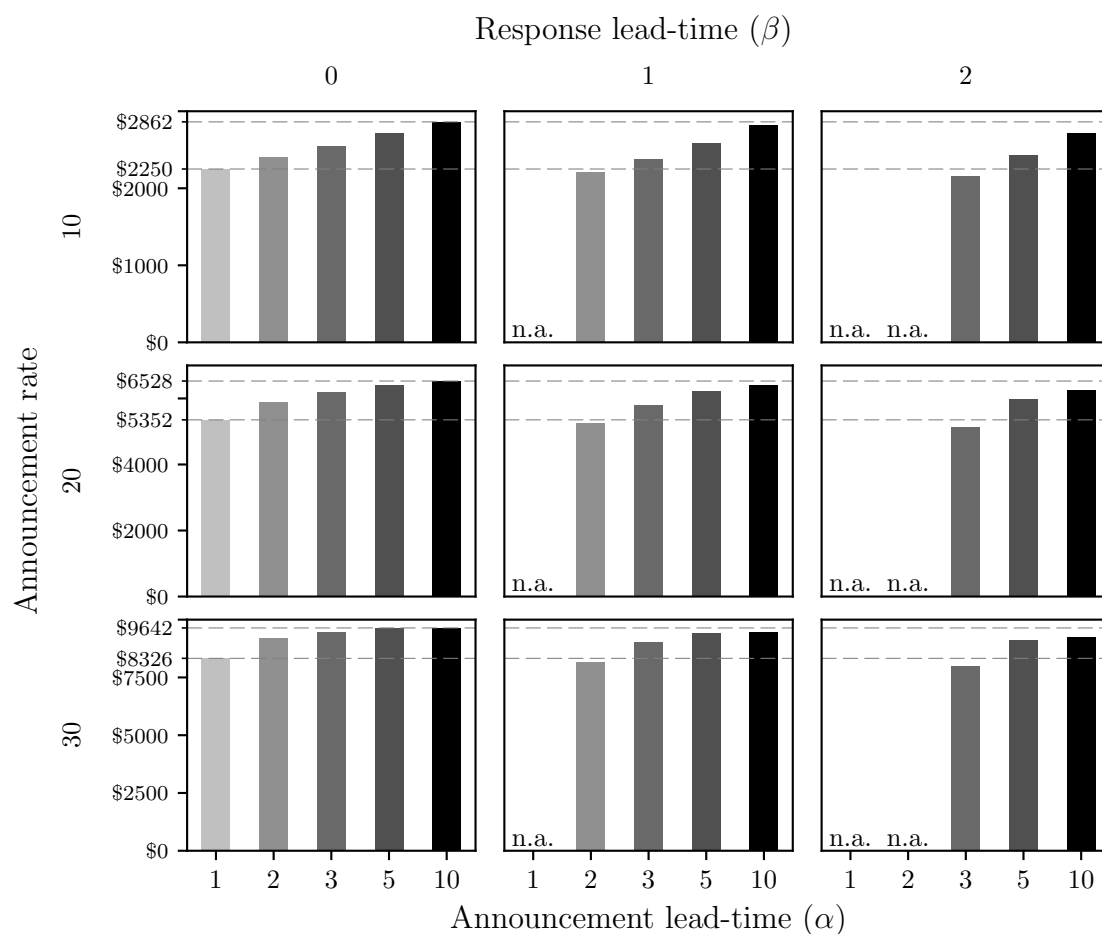 Response lead-time (β)
0 1 2
$2862
$2250
$2000
$1000
$0
n.a.
n.a. n.a.
10
$6528
$5352
$4000
$2000
$0
n.a.
n.a. n.a.
20
Announcement rate
$9642
$8326
$7500
$5000
$2500
$0
n.a.
n.a. n.a.
30
1 2 3 5 10
1 2 3 5 10
1 2 3 5 10
Announcement lead-time (α)